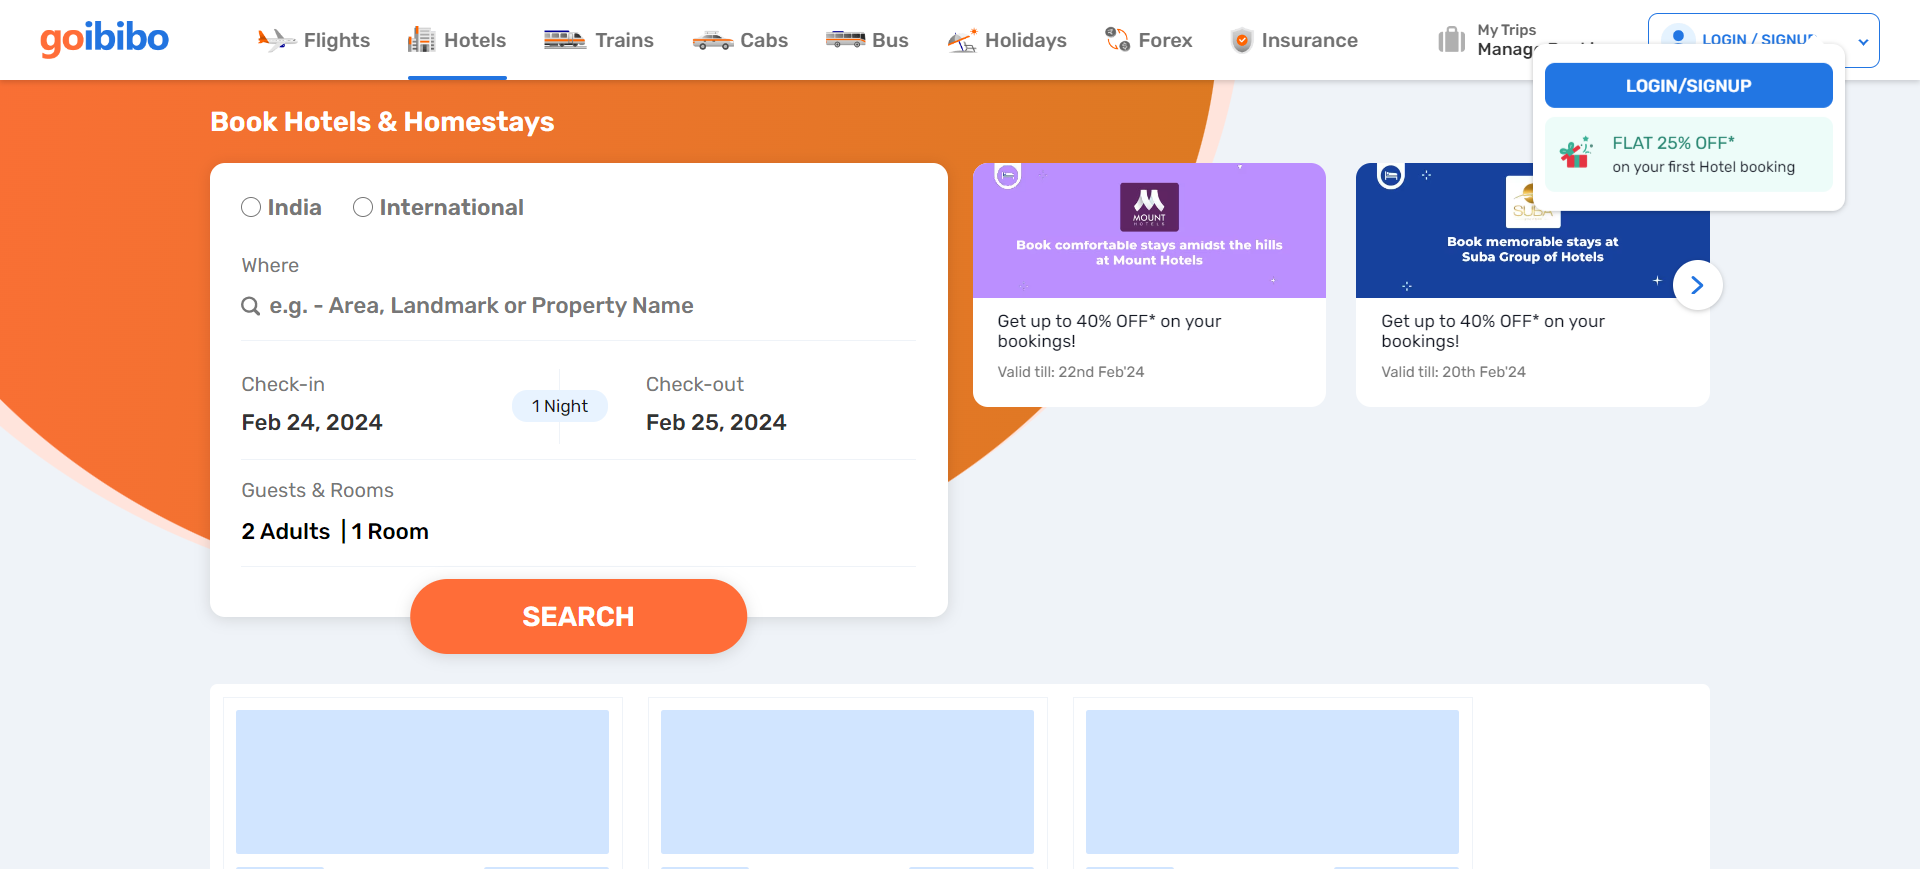 goibibo
Flights
Hotels
Trains
Cabs
Bus
Holidays
Forex
Insurance
My Trips
LOGIN / SIGNUP
LOGIN/SIGNUP
FLAT 25% OFF*
on your first Hotel booking
Book Hotels & Homestays
India
International
Where
e.g. - Area, Landmark or Property Name
Check-in
Feb 24, 2024
1 Night
Check-out
Feb 25, 2024
Guests & Rooms
2 Adults | 1 Room
SEARCH
MOUNT
HOTELS
Book comfortable stays amidst the hills
at Mount Hotels
Get up to 40% OFF* on your
bookings!
Valid till: 22nd Feb'24
SUBA
Book memorable stays at
Suba Group of Hotels
Get up to 40% OFF* on your
bookings!
Valid till: 20th Feb'24